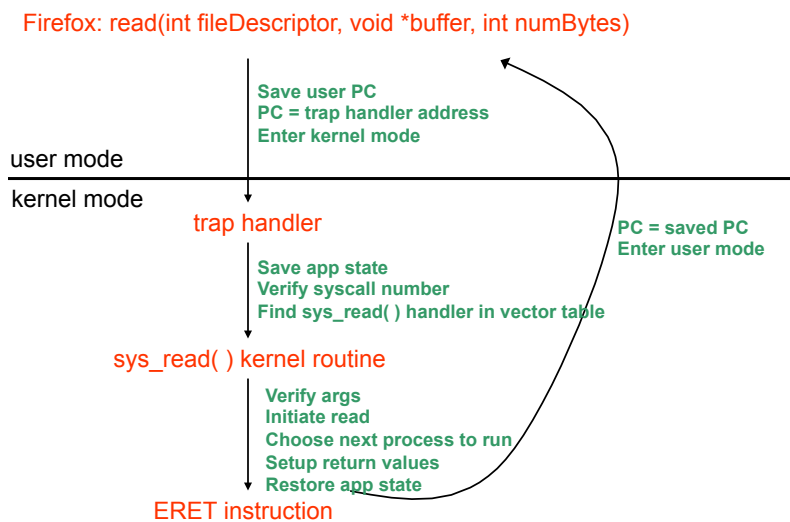 Firefox: read(int fileDescriptor, void *buffer, int numBytes)
Save user PC
PC = trap handler address
Enter kernel mode
user mode
kernel mode
trap handler
PC = saved PC
Enter user mode
Save app state
Verify syscall number
Find sys_read( ) handler in vector table
sys_read( ) kernel routine
Verify args
Initiate read
Choose next process to run
Setup return values
Restore app state
ERET instruction